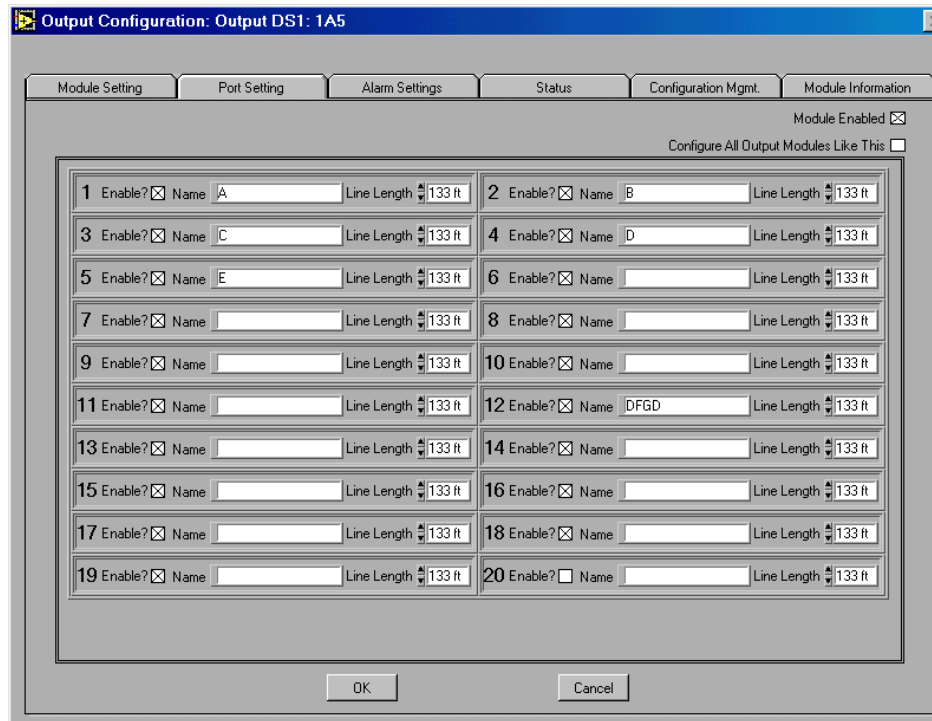 Output Configuration: Output DS1: 1A5
Module Setting Port Setting Alarm Settings Status Configuration Mgmt. Module Information
Module Enabled
Configure All Output Modules Like This
1 Enable? Name A Line Length 133 ft 2 Enable? Name B Line Length 133 ft
3 Enable? Name C Line Length 133 ft 4 Enable? Name D Line Length 133 ft
5 Enable? Name E Line Length 133 ft 6 Enable? Name Line Length 133 ft
7 Enable? Name Line Length 133 ft 8 Enable? Name Line Length 133 ft
9 Enable? Name Line Length 133 ft 10 Enable? Name Line Length 133 ft
11 Enable? Name Line Length 133 ft 12 Enable? Name DFGD Line Length 133 ft
13 Enable? Name Line Length 133 ft 14 Enable? Name Line Length 133 ft
15 Enable? Name Line Length 133 ft 16 Enable? Name Line Length 133 ft
17 Enable? Name Line Length 133 ft 18 Enable? Name Line Length 133 ft
19 Enable? Name Line Length 133 ft 20 Enable? Name Line Length 133 ft
OK Cancel